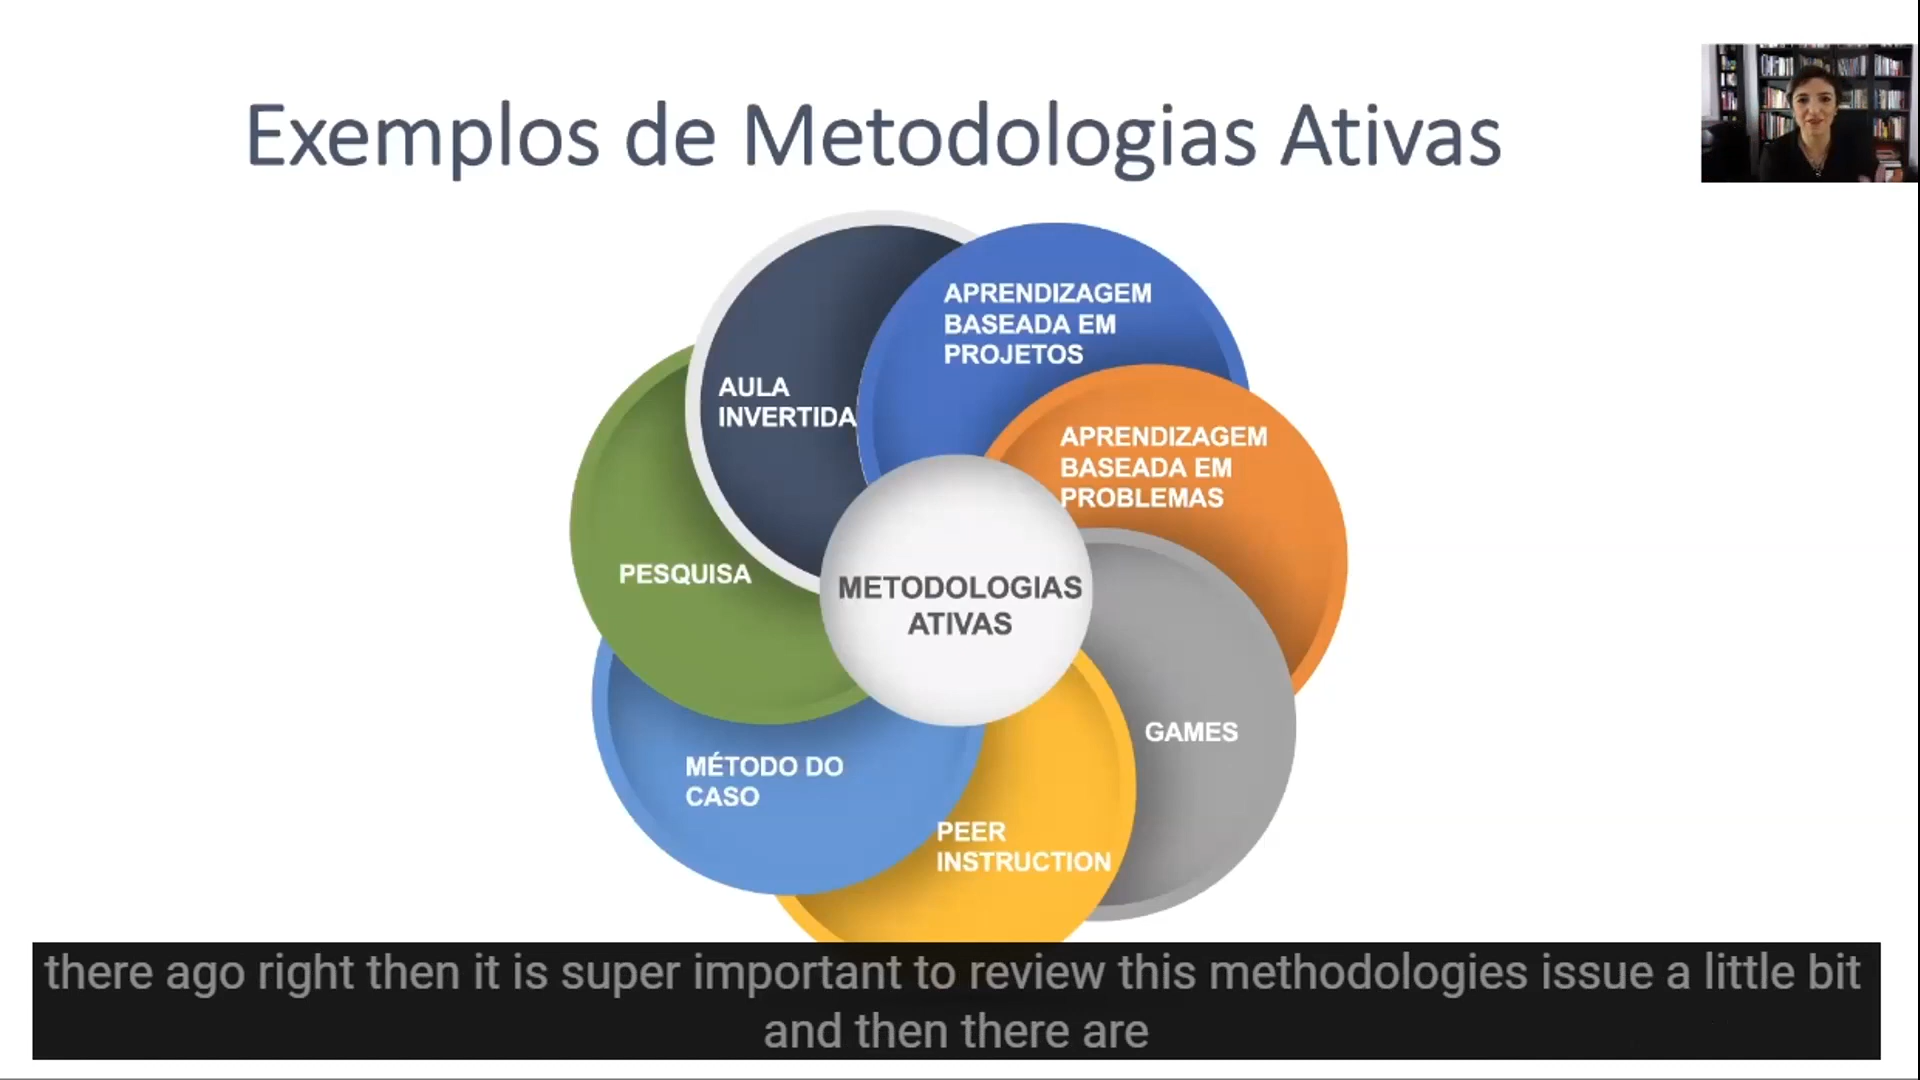 Exemplos de Metodologias Ativas
APRENDIZAGEM
BASEADA EM
PROJETOS
AULA
INVERTIDA
APRENDIZAGEM
BASEADA EM
PROBLEMAS
PESQUISA
METODOLOGIAS
ATIVAS
GAMES
MÉTODO DO
CASO
PEER
INSTRUCTION
there ago right then it is super important to review this methodologies issue a little bit
and then there are